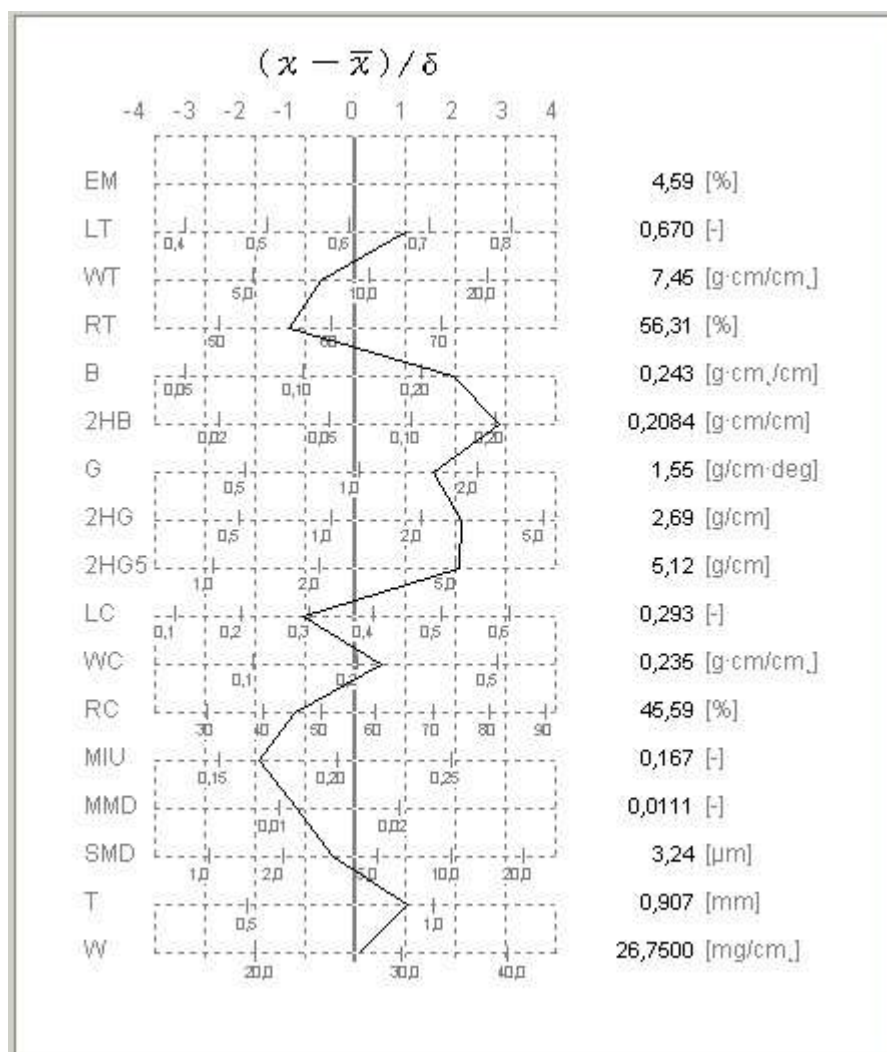 (x − x̅) / δ
-4 -3 -2 -1 0 1 2 3 4
EM 4,59 [%]
LT 0,670 [-]
0,4 0,5 0,6 0,7 0,8
WT 7,45 [g·cm/cm˛]
5,0 10,0 20,0
RT 56,31 [%]
50 60 70
B 0,243 [g·cm˛/cm]
0,05 0,10 0,20
2HB 0,2084 [g·cm/cm]
0,02 0,05 0,10 0,20
G 1,55 [g/cm·deg]
0,5 1,0 2,0
2HG 2,69 [g/cm]
0,5 1,0 2,0 5,0
2HG5 5,12 [g/cm]
1,0 2,0 5,0
LC 0,293 [-]
0,1 0,2 0,3 0,4 0,5 0,6
WC 0,235 [g·cm/cm˛]
0,1 0,5
RC 45,59 [%]
30 40 50 60 70 80 90
MIU 0,167 [-]
0,15 0,20 0,25
MMD 0,0111 [-]
0,01 0,02
SMD 3,24 [µm]
1,0 2,0 5,0 10,0 20,0
T 0,907 [mm]
0,5 1,0
W 26,7500 [mg/cm˛]
20,0 30,0 40,0